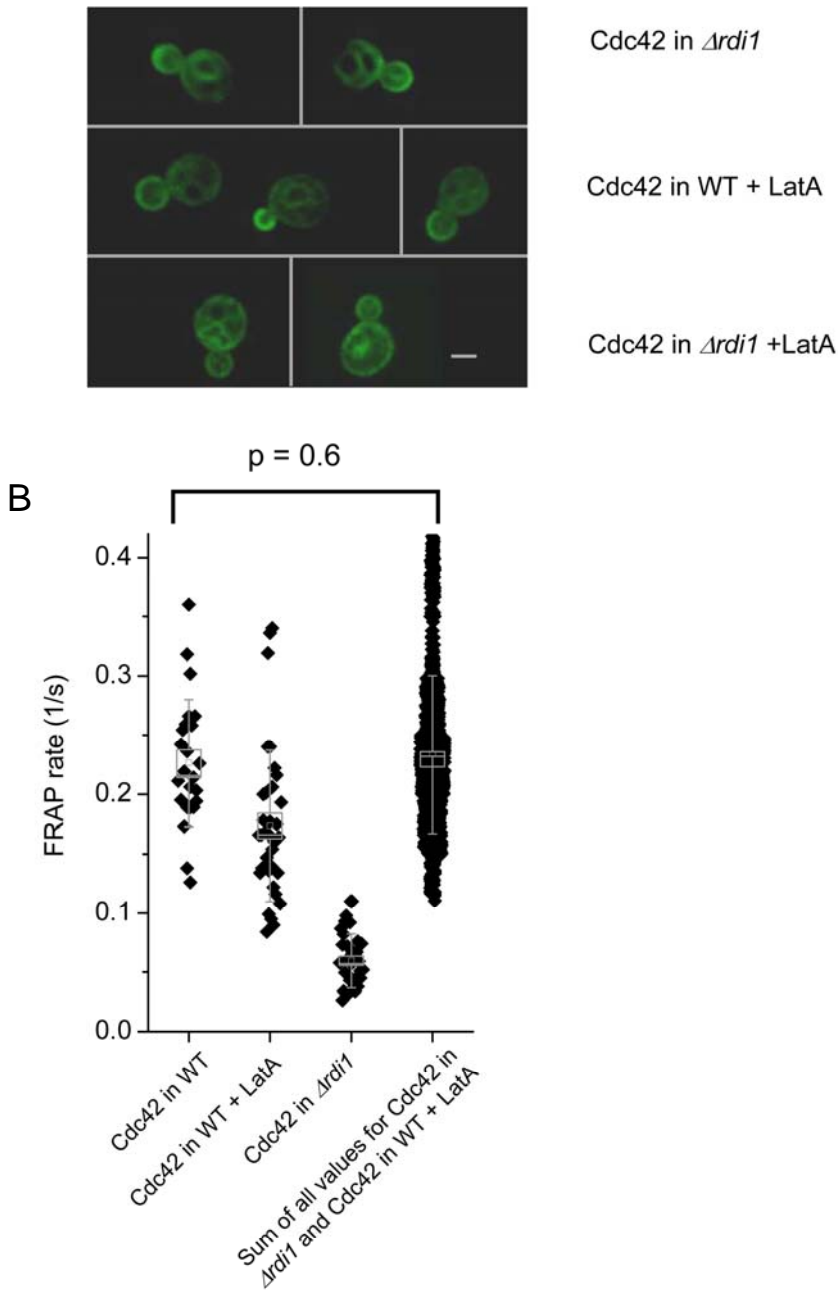 Cdc42 in Δrdi1
Cdc42 in WT + LatA
Cdc42 in Δrdi1 +LatA
B
p = 0.6
FRAP rate (1/s)
0.4
0.3
0.2
0.1
0.0
Cdc42 in WT
Cdc42 in WT + LatA
Cdc42 in Δrdi1
Sum of all values for Cdc42 in
Δrdi1 and Cdc42 in WT + LatA